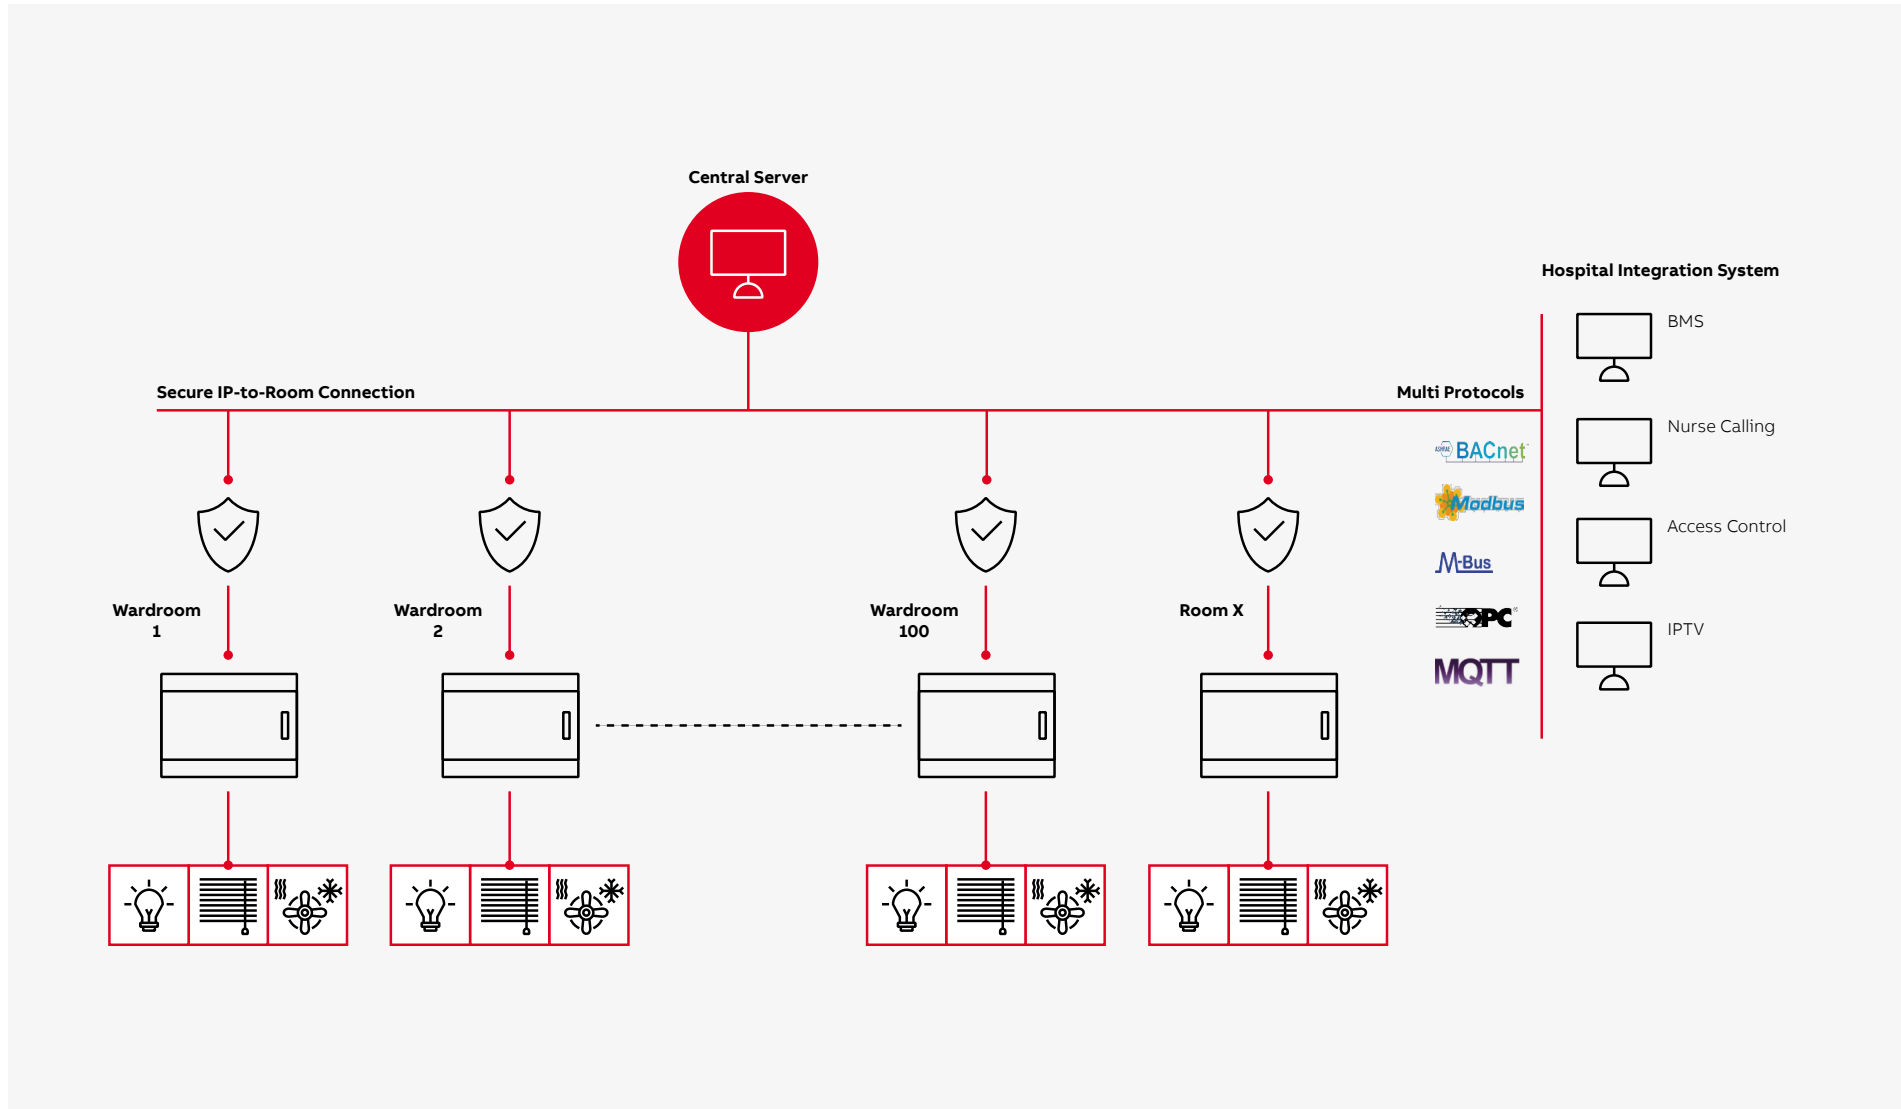 Central Server
Hospital Integration System
BMS
Secure IP-to-Room Connection
Multi Protocols
Nurse Calling
ASHRAE BACnet
Modbus
Access Control
M-Bus
Wardroom
1
Wardroom
2
Wardroom
100
Room X
OPC
IPTV
MQTT